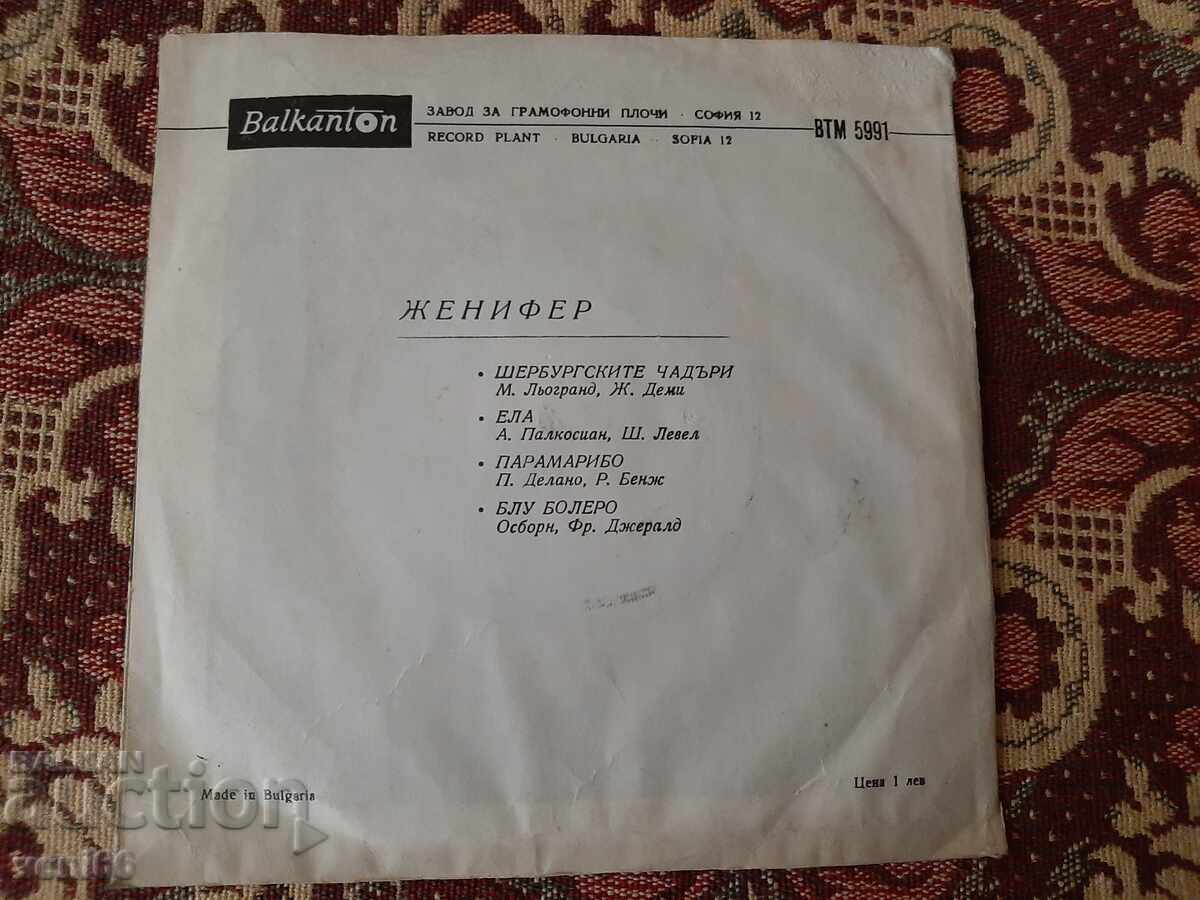 Balkanton
ЗАВОД ЗА ГРАМОФОННИ ПЛОЧИ · СОФИЯ 12
RECORD PLANT · BULGARIA · SOFIA 12
ВТМ 5991
ЖЕНИФЕР
• ШЕРБУРГСКИТЕ ЧАДЪРИ
М. Льогранд, Ж. Деми
• ЕЛА
А. Палкосиан, Ш. Левел
• ПАРАМАРИБО
П. Делано, Р. Бенж
• БЛУ БОЛЕРО
Осборн, Фр. Джералд
Made in Bulgaria
Цена 1 лев
BALKAN
auction
yeni66